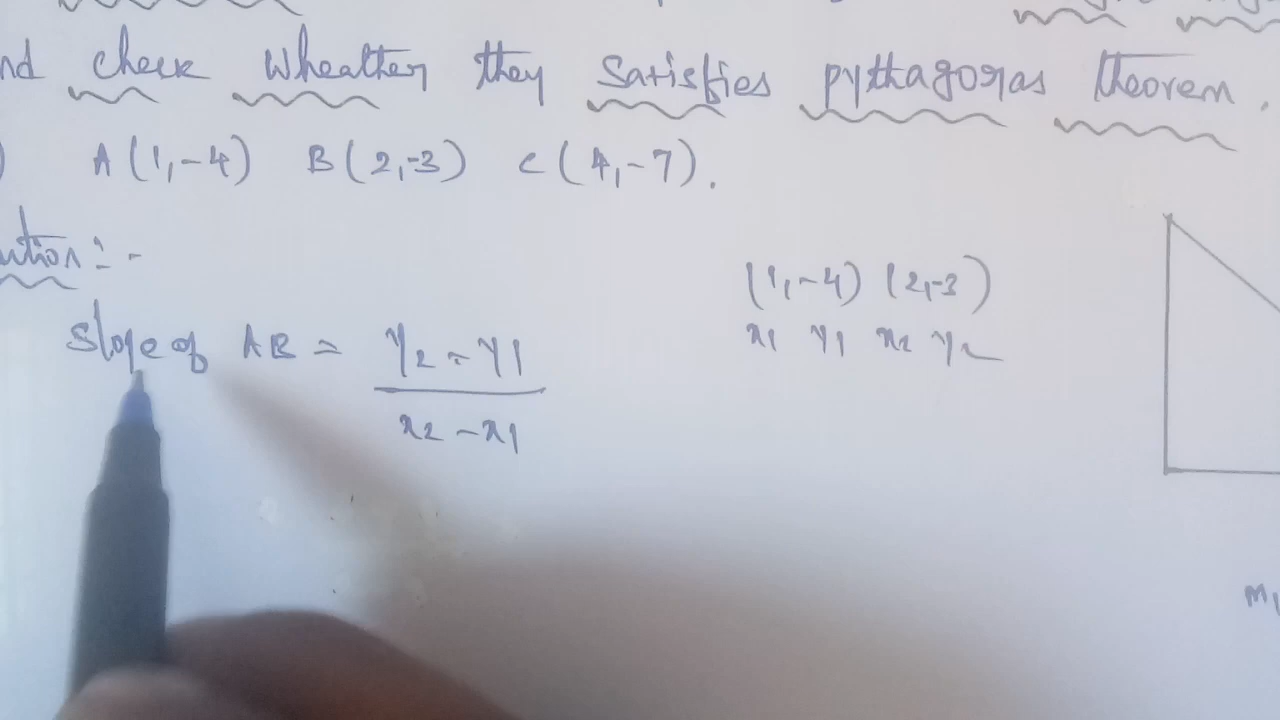 check wheather they satisfies pythagoras theorem.
A(1,-4) B(2,-3) C(4,-7).
(1,-4) (2,-3)
x1 y1 x2 y2
Slope of AB = y2 - y1
x2 - x1